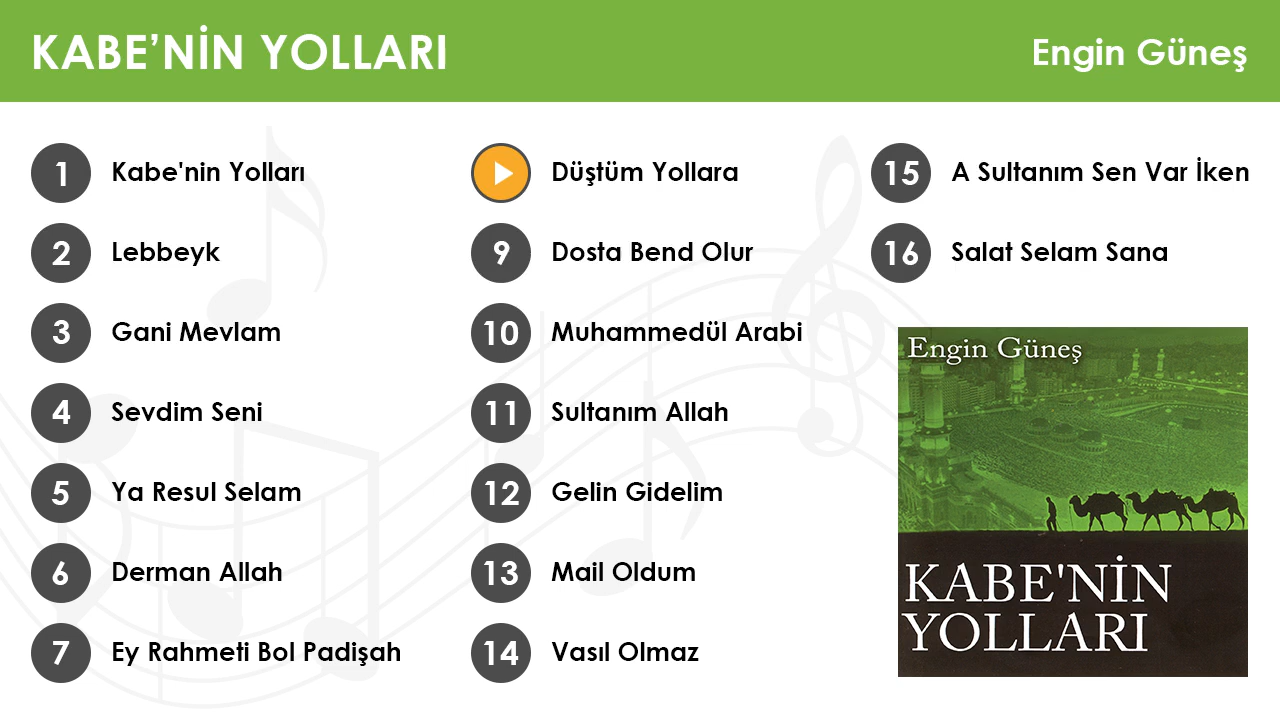 KABE’NİN YOLLARI
Engin Güneş
1 Kabe'nin Yolları
2 Lebbeyk
3 Gani Mevlam
4 Sevdim Seni
5 Ya Resul Selam
6 Derman Allah
7 Ey Rahmeti Bol Padişah
Düştüm Yollara
9 Dosta Bend Olur
10 Muhammedül Arabi
11 Sultanım Allah
12 Gelin Gidelim
13 Mail Oldum
14 Vasıl Olmaz
15 A Sultanım Sen Var İken
16 Salat Selam Sana
Engin Güneş
KABE'NİN
YOLLARI